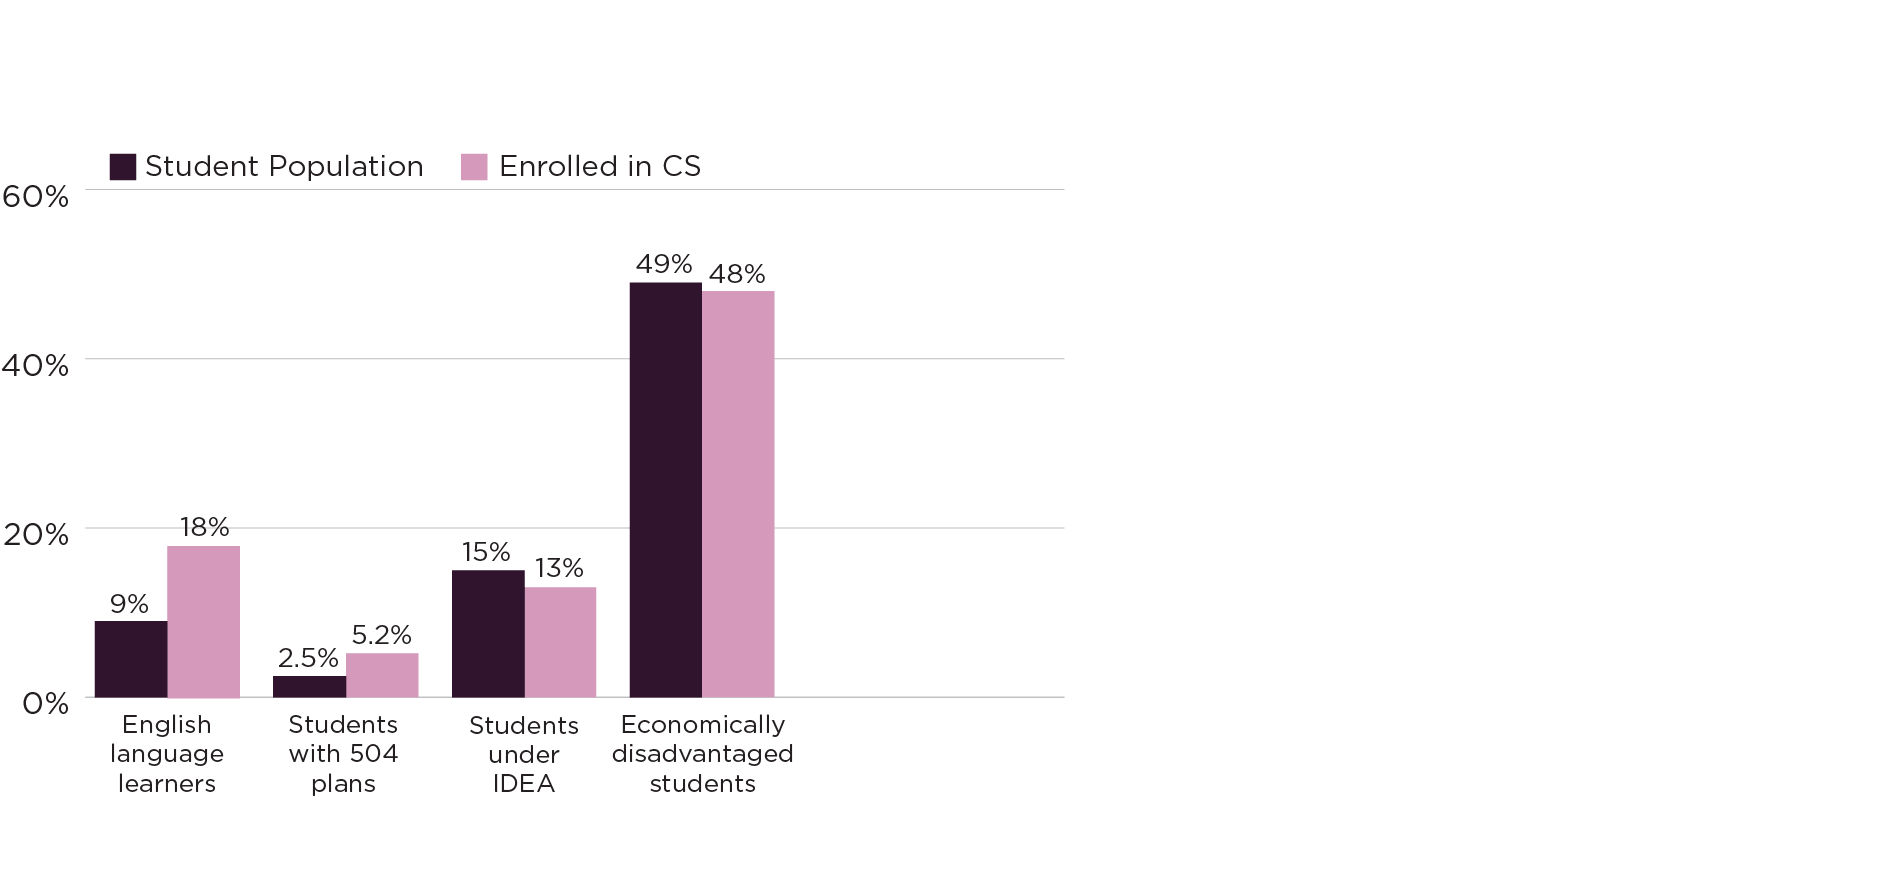 Student Population Enrolled in CS
60%
40%
20%
0%
9%
18%
2.5%
5.2%
15%
13%
49%
48%
English
language
learners
Students
with 504
plans
Students
under
IDEA
Economically
disadvantaged
students